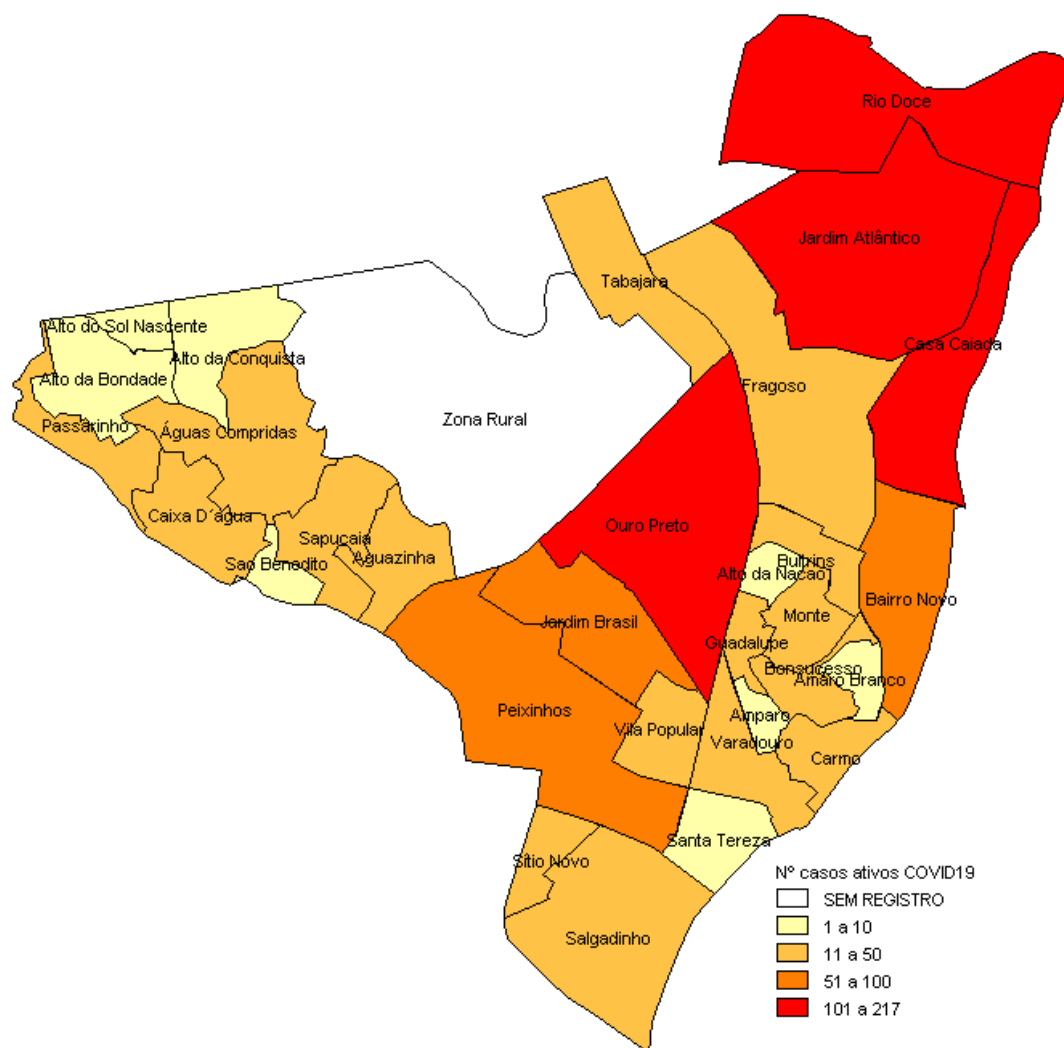 Rio Doce
Jardim Atlântico
Tabajara
Alto do Sol Nascente
Casa Caiada
Alto da Conquista
Alto da Bondade
Fragoso
Zona Rural
Passarinho
Águas Compridas
Caixa D´água
Ouro Preto
Sapucaia
Aguazinha
Sao Benedito
Bultrins
Alto da Nacao
Bairro Novo
Monte
Jardim Brasil
Guadalupe
Bonsucesso
Amaro Branco
Peixinhos
Amparo
Vila Popular
Varadouro
Carmo
Santa Tereza
Sítio Novo
Salgadinho
Nº casos ativos COVID19
SEM REGISTRO
1 a 10
11 a 50
51 a 100
101 a 217